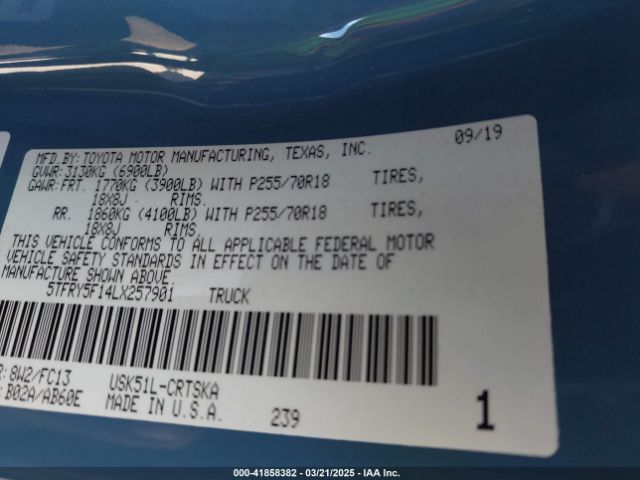 09/19
MFD.BY:TOYOTA MOTOR MANUFACTURING, TEXAS, INC.
GVWR:3130KG (6900LB)
GAWR:FRT. 1770KG (3900LB) WITH P255/70R18 TIRES,
18X8J RIMS.
RR. 1860KG (4100LB) WITH P255/70R18 TIRES,
18X8J RIMS.
THIS VEHICLE CONFORMS TO ALL APPLICABLE FEDERAL MOTOR
VEHICLE SAFETY STANDARDS IN EFFECT ON THE DATE OF
MANUFACTURE SHOWN ABOVE
5TFRY5F14LX257901 TRUCK
R: 8W2/FC13 USK51L-CRTSKA
: B02A/AB60E MADE IN U.S.A. 239 1
000-41858382 — 03/21/2025 — IAA Inc.